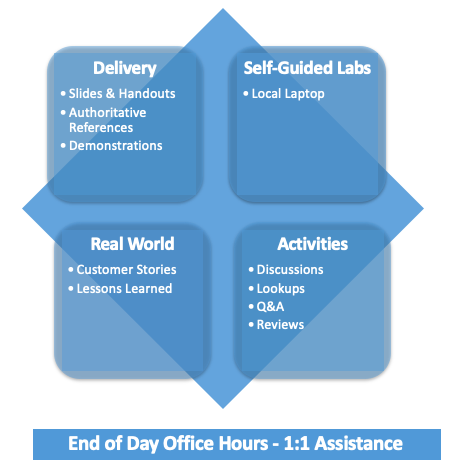 Delivery
• Slides & Handouts
• Authoritative
References
• Demonstrations
Self-Guided Labs
• Local Laptop
Real World
• Customer Stories
• Lessons Learned
Activities
• Discussions
• Lookups
• Q&A
• Reviews
End of Day Office Hours - 1:1 Assistance